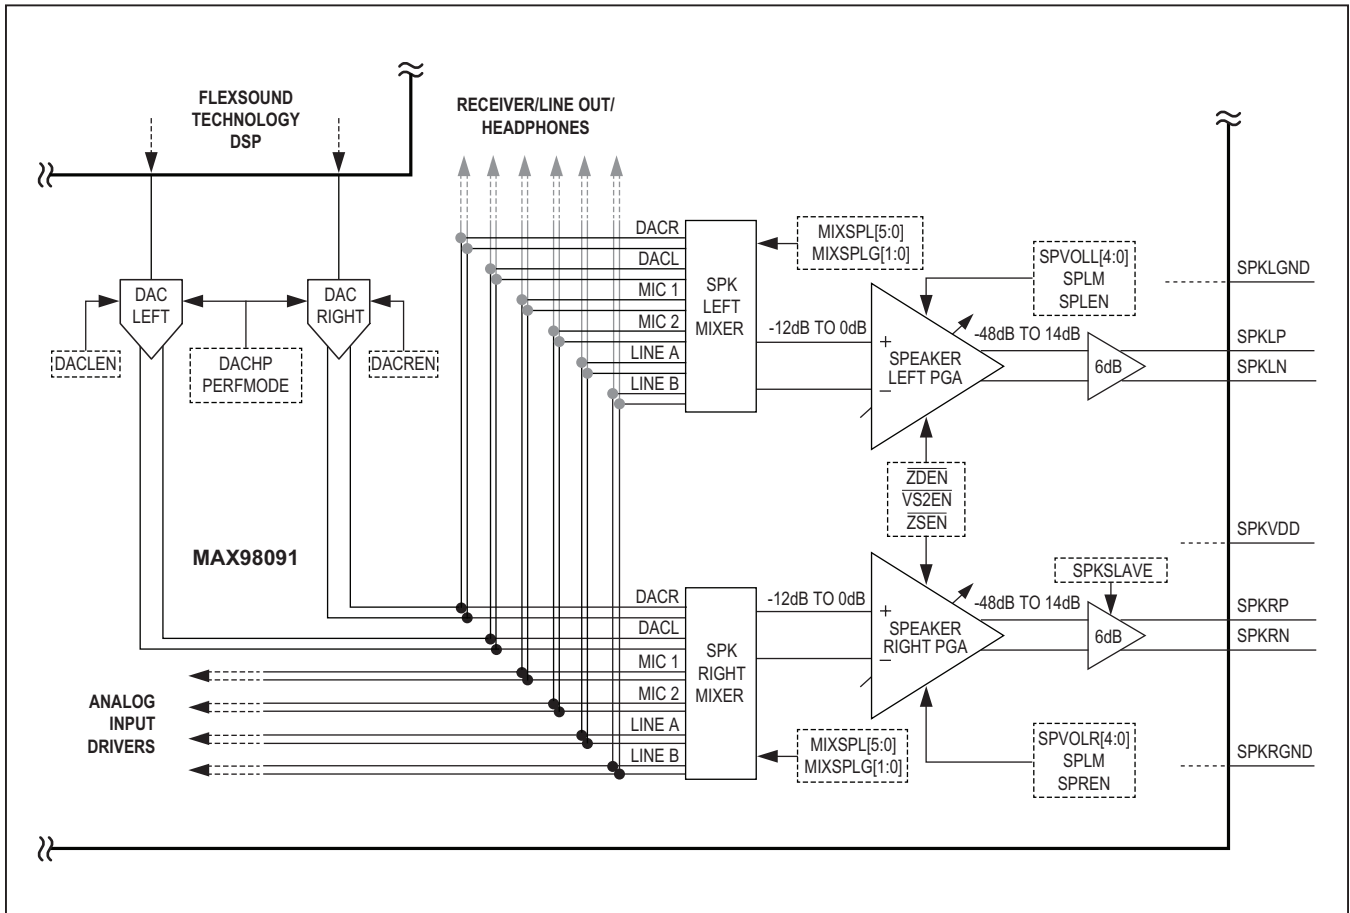 FLEXSOUND
TECHNOLOGY
DSP
RECEIVER/LINE OUT/
HEADPHONES
DAC
LEFT
DAC
RIGHT
DACLEN
DACHP
PERFMODE
DACREN
DACR
DACL
MIC 1
MIC 2
LINE A
LINE B
SPK
LEFT
MIXER
MIXSPL[5:0]
MIXSPLG[1:0]
-12dB TO 0dB
+
−
SPEAKER
LEFT PGA
SPVOLL[4:0]
SPLM
SPLEN
-48dB TO 14dB
6dB
SPKLGND
SPKLP
SPKLN
ZDEN
VS2EN
ZSEN
SPKVDD
MAX98091
DACR
DACL
MIC 1
MIC 2
LINE A
LINE B
SPK
RIGHT
MIXER
-12dB TO 0dB
+
−
SPEAKER
RIGHT PGA
-48dB TO 14dB
SPKSLAVE
6dB
SPKRP
SPKRN
ANALOG
INPUT
DRIVERS
MIXSPL[5:0]
MIXSPLG[1:0]
SPVOLR[4:0]
SPLM
SPREN
SPKRGND